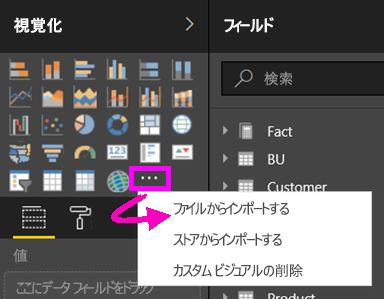 視覚化
フィールド
検索
Fact
BU
Customer
123
ファイルからインポートする
ストアからインポートする
カスタム ビジュアルの削除
値
ここにデータ フィールドをドラッグ
Product